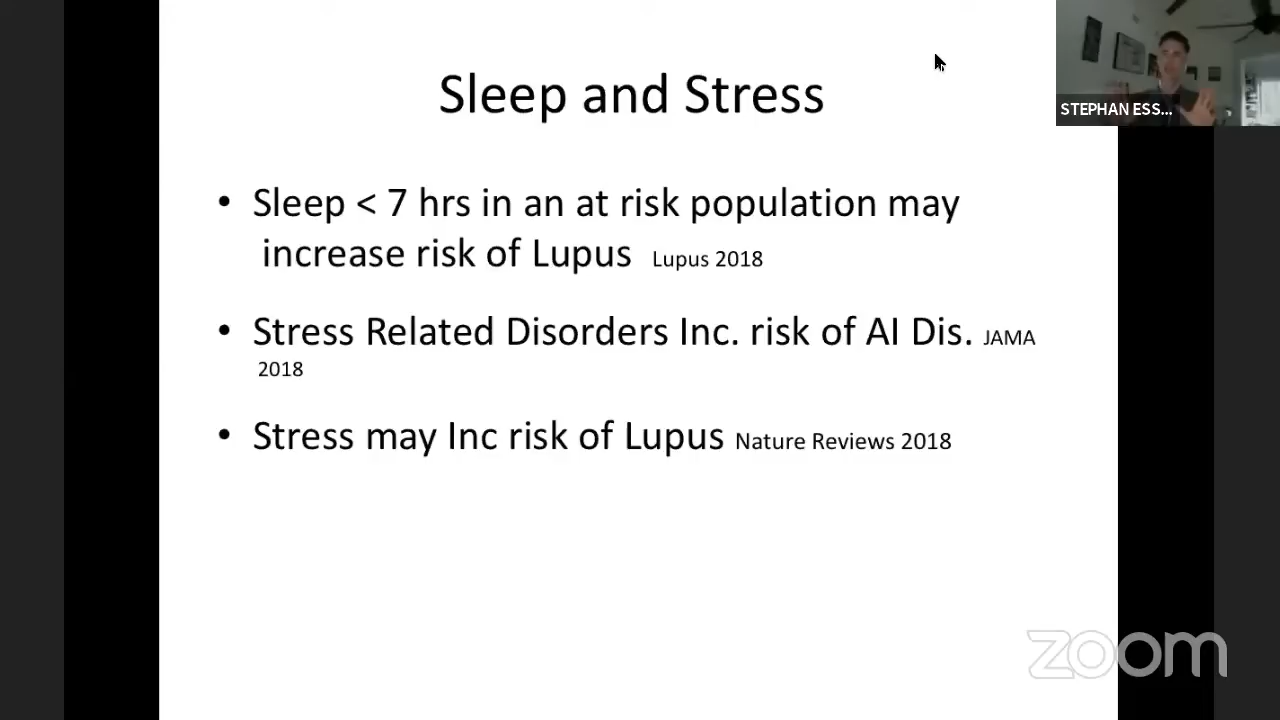 Sleep and Stress
STEPHAN ESS...
• Sleep < 7 hrs in an at risk population may
increase risk of Lupus Lupus 2018
• Stress Related Disorders Inc. risk of AI Dis. JAMA
2018
• Stress may Inc risk of Lupus Nature Reviews 2018
zoom